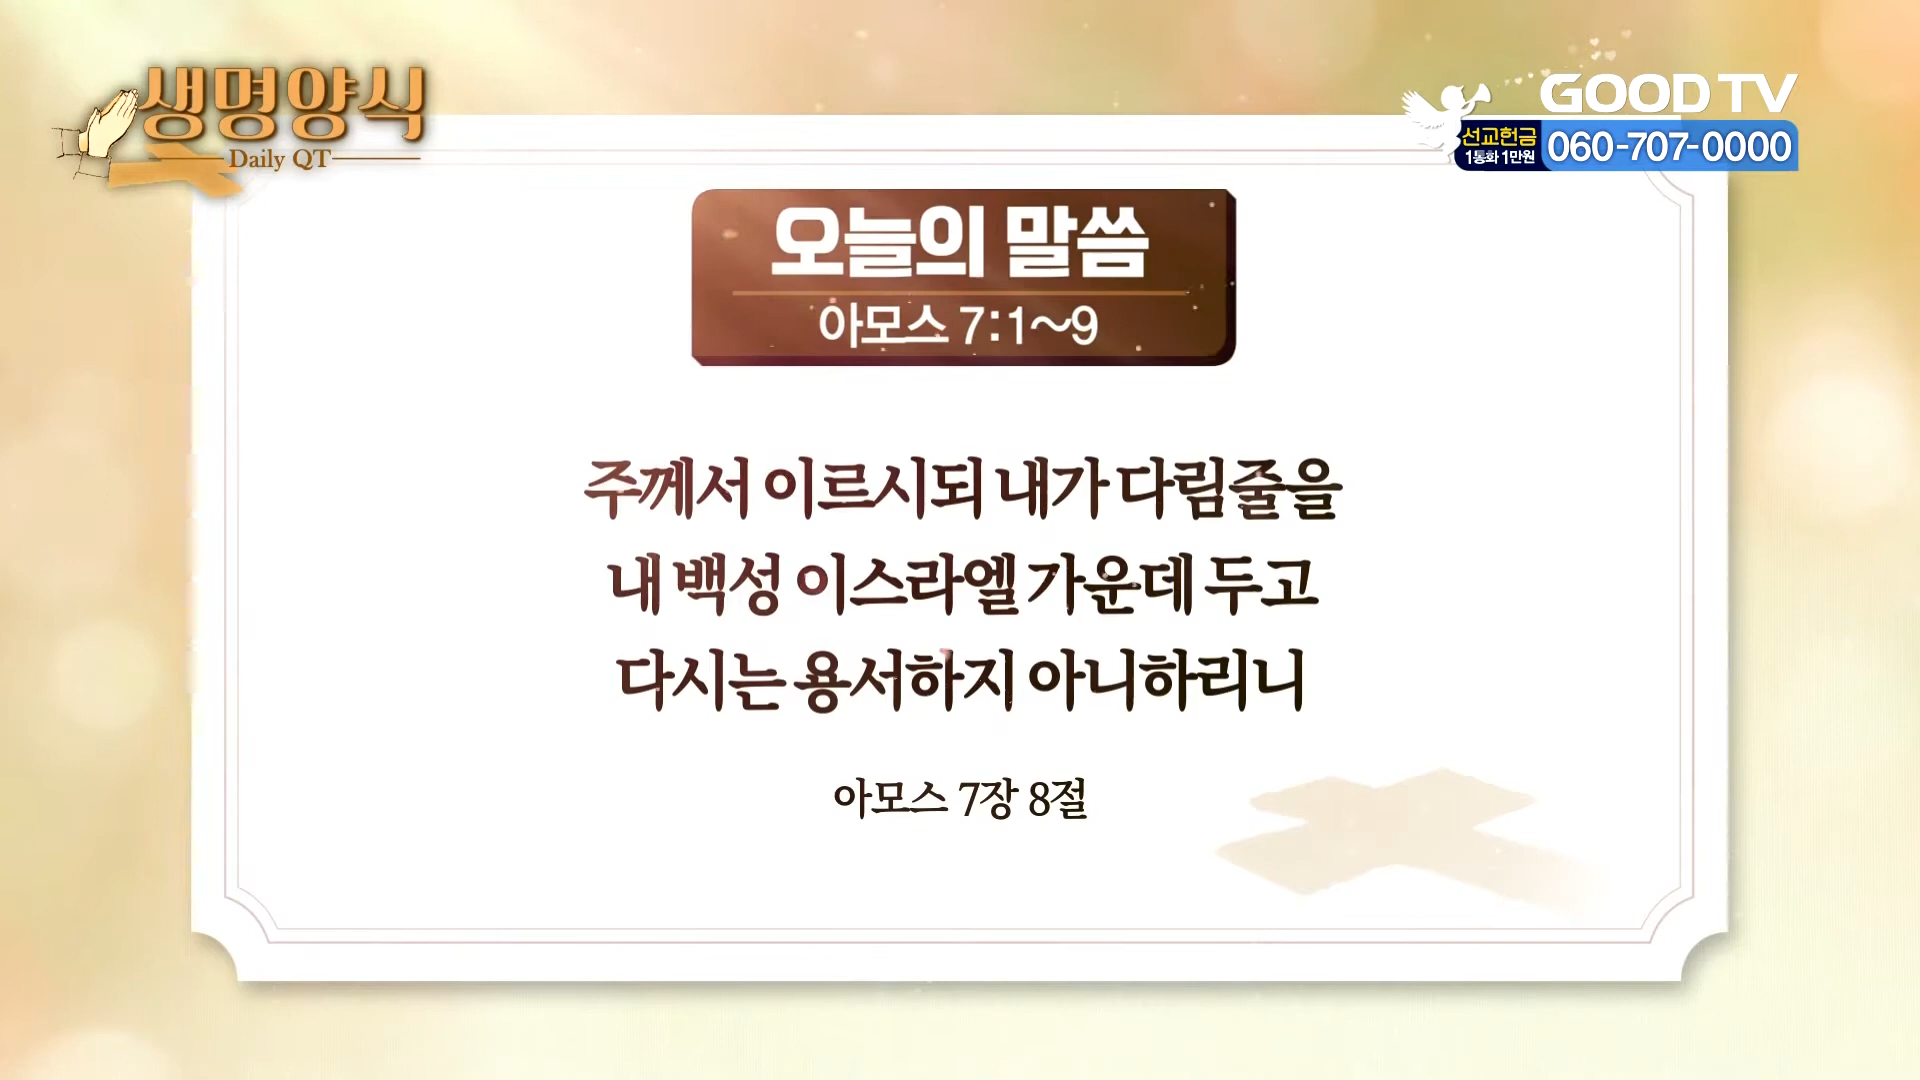 생명양식
Daily QT
GOOD TV
선교헌금
1통화 1만원
060-707-0000
오늘의 말씀
아모스 7:1~9
주께서 이르시되 내가 다림줄을
내 백성 이스라엘 가운데 두고
다시는 용서하지 아니하리니
아모스 7장 8절